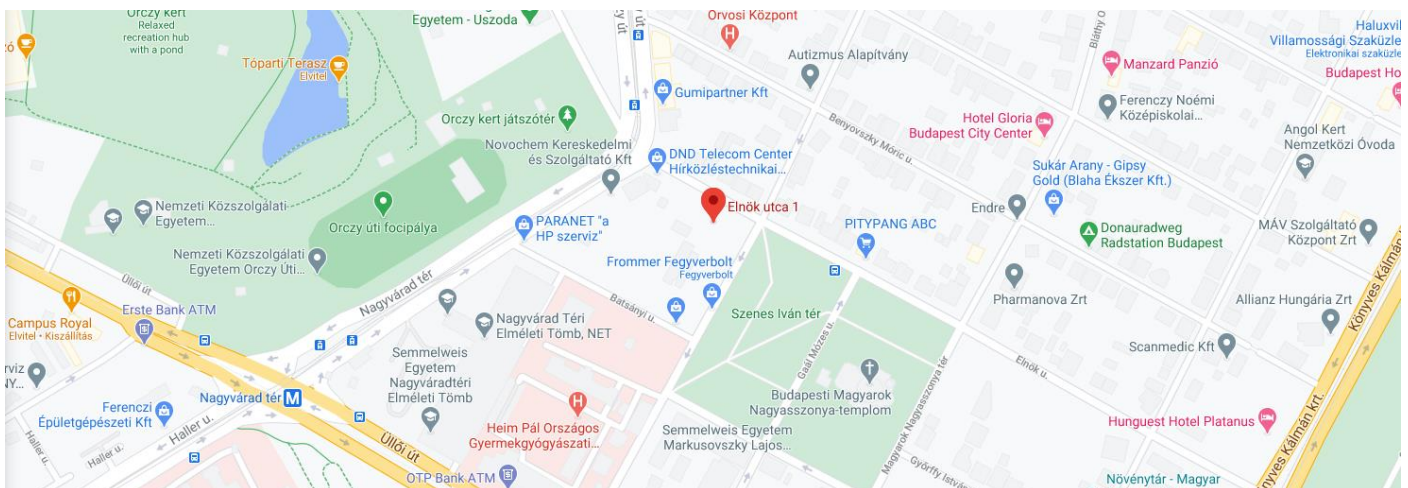 Orczy kert
Relaxed
recreation hub
with a pond
Egyetem - Uszoda
Orvosi Központ
Autizmus Alapítvány
Villamossági Szaküzle
Elektronikai szaküzle
Manzard Panzió
Budapest Ho
Tóparti Terasz
Elvitel
Gumipartner Kft
Bláthy O
Ferenczy Noémi
Középiskolai...
Hotel Gloria
Budapest City Center
Orczy kert játszótér
Benyovszky Móric u.
Angol Kert
Nemzetközi Óvoda
Novochem Kereskedelmi
és Szolgáltató Kft
DND Telecom Center
Hírközléstechnikai...
Sukár Arany - Gipsy
Gold (Blaha Ékszer Kft.)
Nemzeti Közszolgálati
Egyetem...
Elnök utca 1
Endre
Orczy úti focipálya
PARANET "a
HP szerviz"
PITYPANG ABC
Donauradweg
Radstation Budapest
MÁV Szolgáltató
Központ Zrt
Nemzeti Közszolgálati
Egyetem Orczy Úti...
Frommer Fegyverbolt
Fegyverbolt
Üllői út
Nagyvárad tér
Batsányi u.
Pharmanova Zrt
Allianz Hungária Zrt
Könyves Kálmán
Erste Bank ATM
Campus Royal
Elvitel • Kiszállítás
Nagyvárad Téri
Elméleti Tömb, NET
Szenes Iván tér
Gaál Mózes u.
Scanmedic Kft
Semmelweis
Egyetem
Nagyváradtéri
Elméleti Tömb
Elnök u.
Magyarok Nagyasszonya tér
Nagyvárad tér
M
Budapesti Magyarok
Nagyasszonya-templom
Könyves Kálmán krt.
Ferenczi
Épületgépészeti Kft
Haller u.
Heim Pál Országos
Gyermekgyógyászati...
Hunguest Hotel Platanus
Semmelweis Egyetem
Markusovszky Lajos...
Haller u.
Haller u.
Üllői út
Györffy István
OTP Bank ATM
Növénytár - Magyar